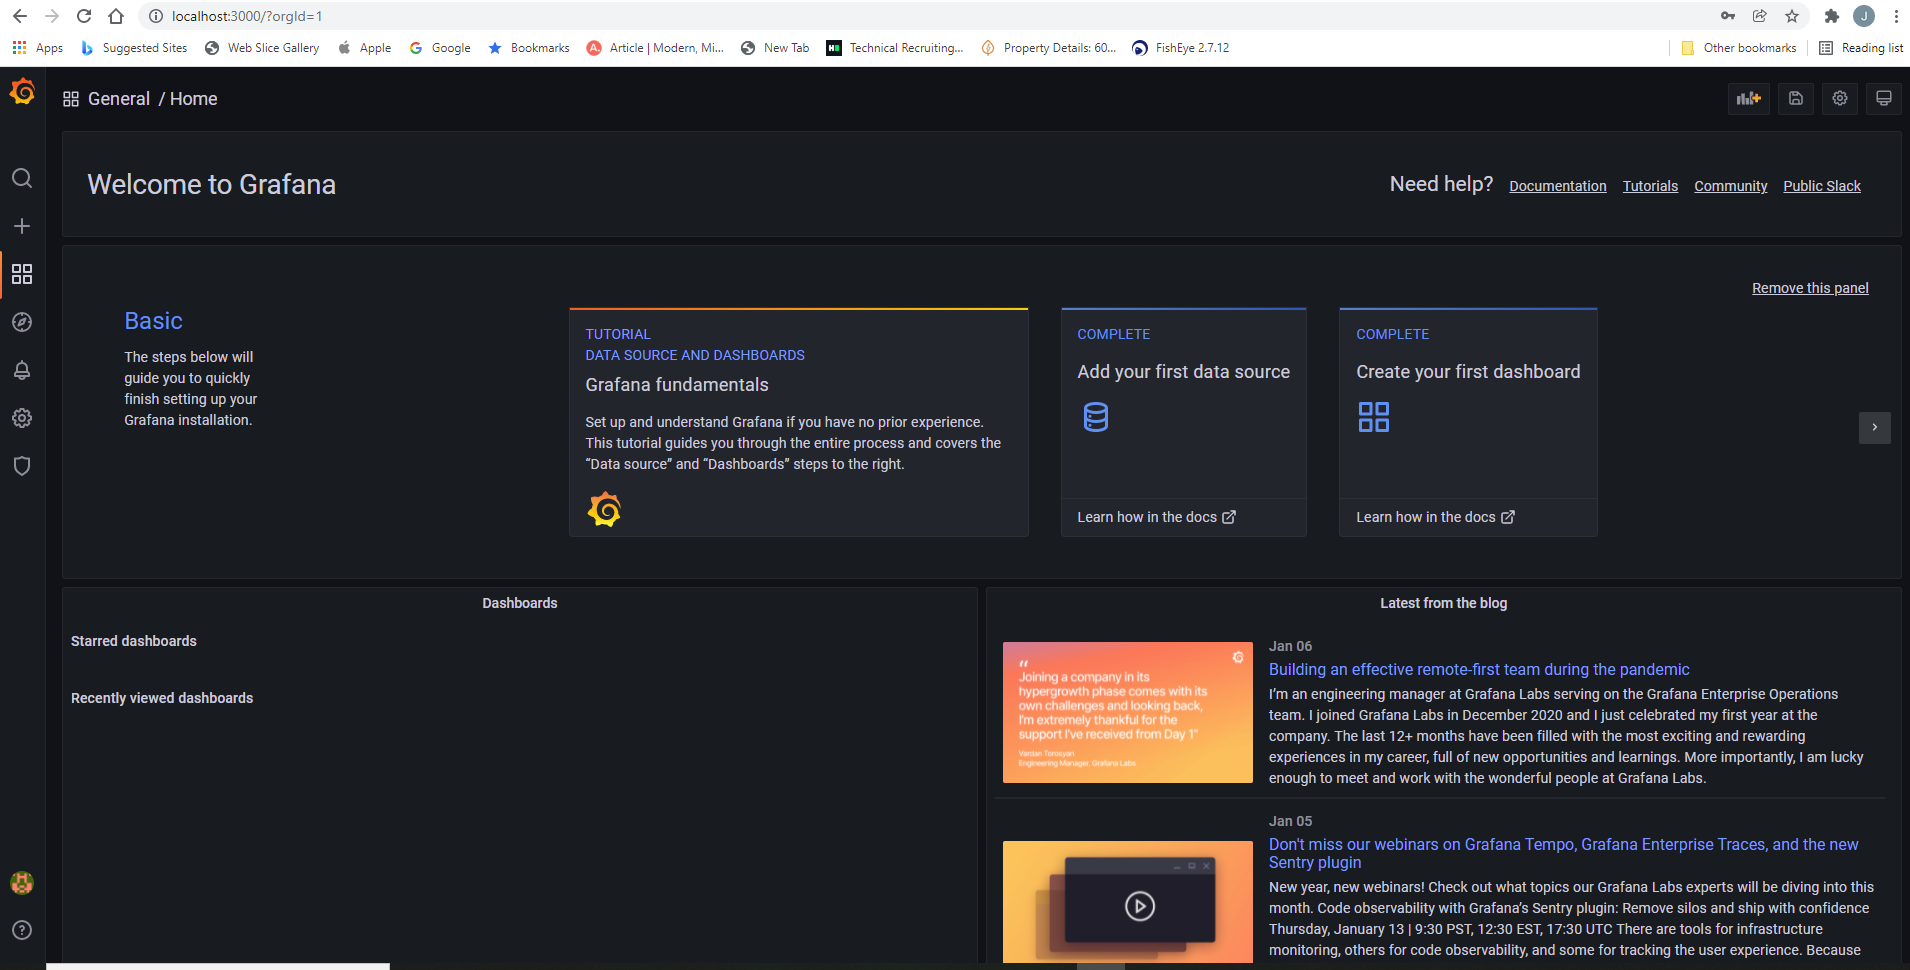 localhost:3000/?orgId=1
J
Apps Suggested Sites Web Slice Gallery Apple Google Bookmarks Article | Modern, Mi... New Tab Technical Recruiting... Property Details: 60... FishEye 2.7.12 Other bookmarks Reading list
General / Home
Welcome to Grafana
Need help? Documentation Tutorials Community Public Slack
Remove this panel
Basic
The steps below will
guide you to quickly
finish setting up your
Grafana installation.
TUTORIAL
DATA SOURCE AND DASHBOARDS
Grafana fundamentals
Set up and understand Grafana if you have no prior experience.
This tutorial guides you through the entire process and covers the
“Data source” and “Dashboards” steps to the right.
COMPLETE
Add your first data source
Learn how in the docs
COMPLETE
Create your first dashboard
Learn how in the docs
Dashboards
Starred dashboards
Recently viewed dashboards
Latest from the blog
“
Joining a company in its
hypergrowth phase comes with its
own challenges and looking back,
I'm extremely thankful for the
support I've received from Day 1”
Vardan Torosyan
Engineering Manager, Grafana Labs
Jan 06
Building an effective remote-first team during the pandemic
I’m an engineering manager at Grafana Labs serving on the Grafana Enterprise Operations
team. I joined Grafana Labs in December 2020 and I just celebrated my first year at the
company. The last 12+ months have been filled with the most exciting and rewarding
experiences in my career, full of new opportunities and learnings. More importantly, I am lucky
enough to meet and work with the wonderful people at Grafana Labs.
Jan 05
Don't miss our webinars on Grafana Tempo, Grafana Enterprise Traces, and the new
Sentry plugin
New year, new webinars! Check out what topics our Grafana Labs experts will be diving into this
month. Code observability with Grafana’s Sentry plugin: Remove silos and ship with confidence
Thursday, January 13 | 9:30 PST, 12:30 EST, 17:30 UTC There are tools for infrastructure
monitoring, others for code observability, and some for tracking the user experience. Because